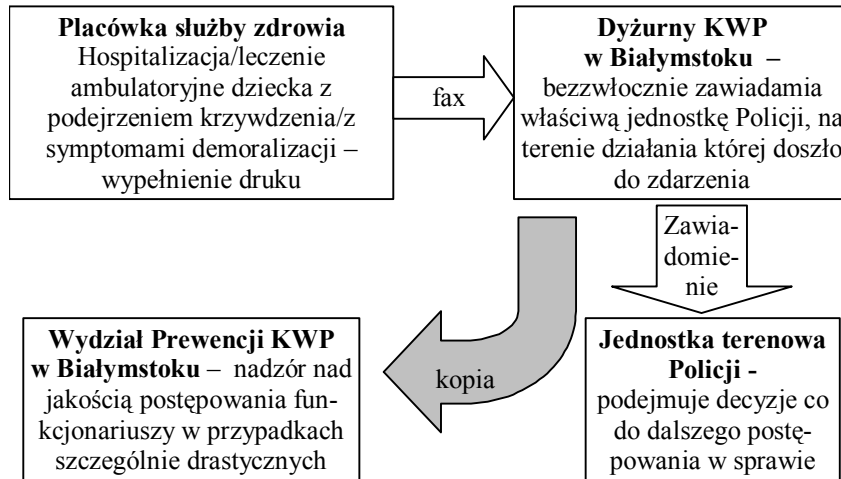 Placówka służby zdrowia
Hospitalizacja/leczenie
ambulatoryjne dziecka z
podejrzeniem krzywdzenia/z
symptomami demoralizacji –
wypełnienie druku
fax
Dyżurny KWP
w Białymstoku –
bezzwłocznie zawiadamia
właściwą jednostkę Policji, na
terenie działania której doszło
do zdarzenia
Zawia-
domie-
nie
kopia
Wydział Prewencji KWP
w Białymstoku – nadzór nad
jakością postępowania fun-
kcjonariuszy w przypadkach
szczególnie drastycznych
Jednostka terenowa
Policji -
podejmuje decyzje co
do dalszego postę-
powania w sprawie